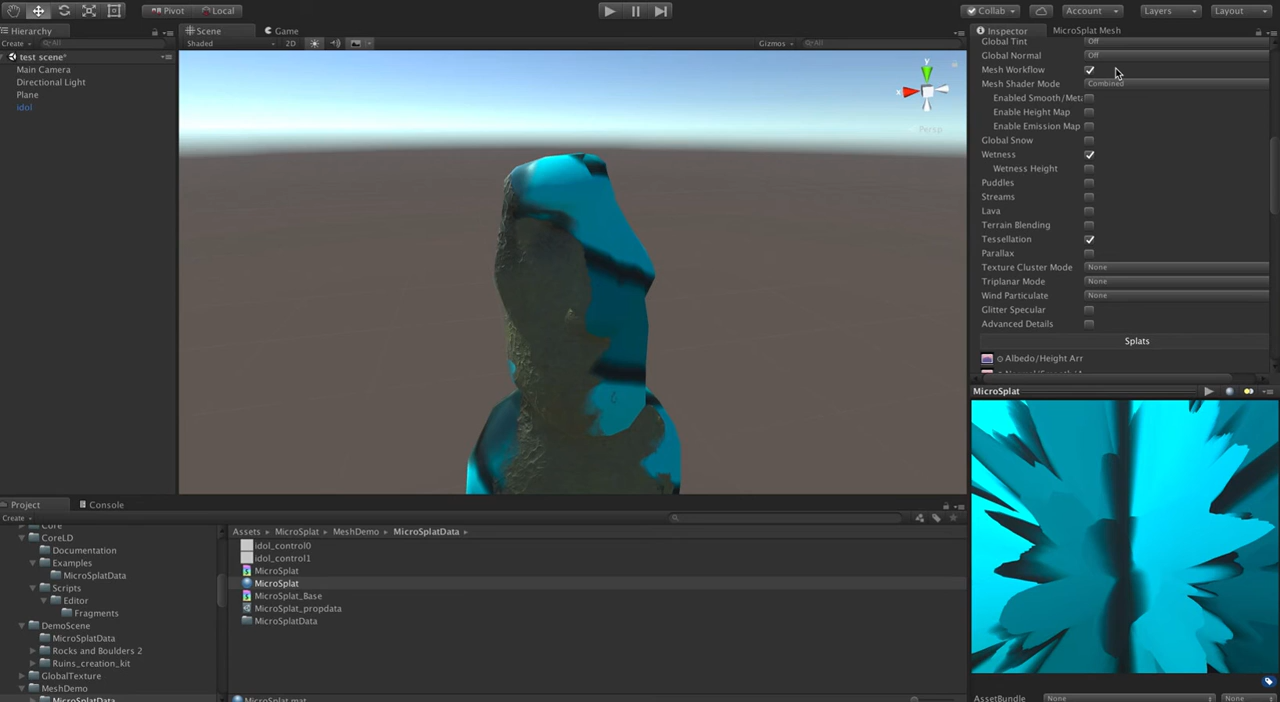 Pivot Local Collab Account Layers Layout
Hierarchy Scene Game Inspector MicroSplat Mesh
Create All Shaded 2D Gizmos All
test scene*
Main Camera
Directional Light
Plane
idol
y
x
Persp
Global Tint Off
Global Normal Off
Mesh Workflow
Mesh Shader Mode Combined
Enabled Smooth/Meta
Enable Height Map
Enable Emission Map
Global Snow
Wetness
Wetness Height
Puddles
Streams
Lava
Terrain Blending
Tessellation
Parallax
Texture Cluster Mode None
Triplanar Mode None
Wind Particulate None
Glitter Specular
Advanced Details
Splats
Albedo/Height Arr
MicroSplat
Project Console
Create
Core
CoreLD
Documentation
Examples
MicroSplatData
Scripts
Editor
Fragments
DemoScene
MicroSplatData
Rocks and Boulders 2
Ruins_creation_kit
GlobalTexture
MeshDemo
MicroSplatData
Assets MicroSplat MeshDemo MicroSplatData
idol_control0
idol_control1
MicroSplat
MicroSplat
MicroSplat_Base
MicroSplat_propdata
MicroSplatData
MicroSplat.mat
AssetBundle None None